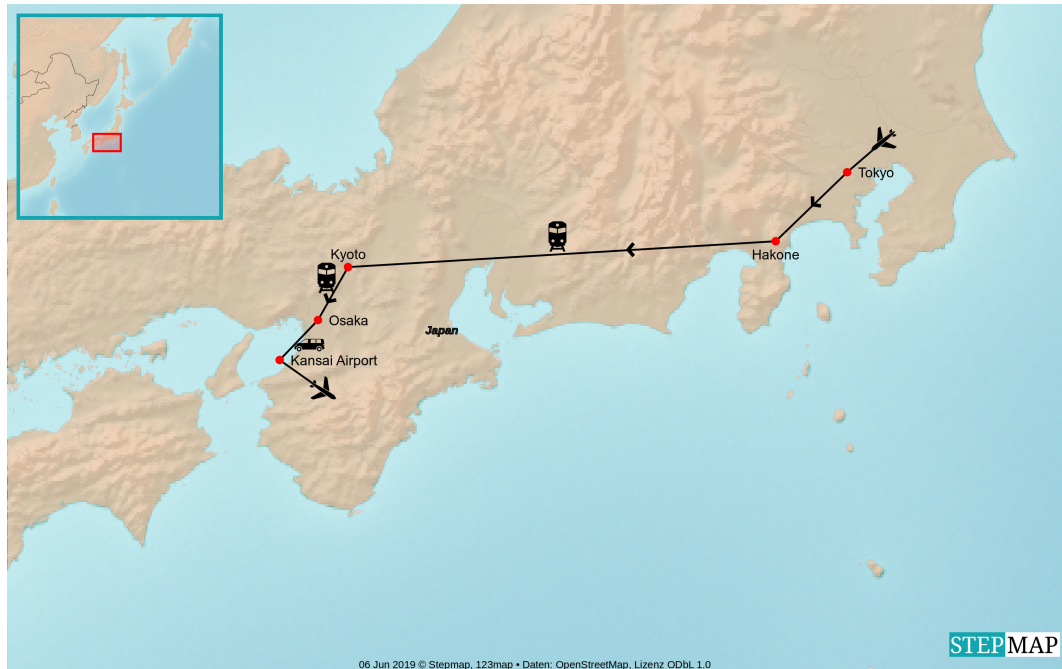 Tokyo
Hakone
Kyoto
Osaka
Japan
Kansai Airport
STEPMAP
06 Jun 2019 © Stepmap, 123map • Daten: OpenStreetMap, Lizenz ODbL 1.0